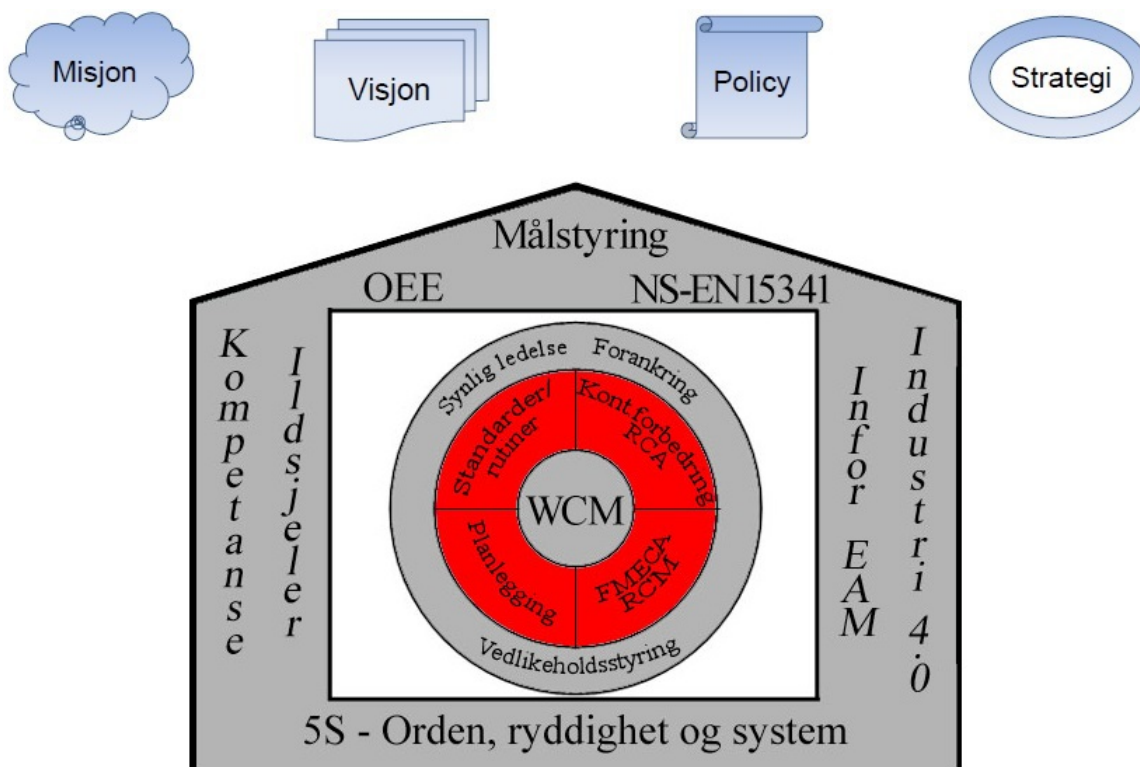 Misjon
Visjon
Policy
Strategi
Målstyring
OEE
NS-EN15341
Kompetanse
Ildsjeler
Synlig ledelse
Forankring
Standarder/
rutiner
Kont.forbedring
RCA
WCM
Planlegging
FMECA
RCM
Vedlikeholdsstyring
Infor EAM
Industri 4.0
5S - Orden, ryddighet og system